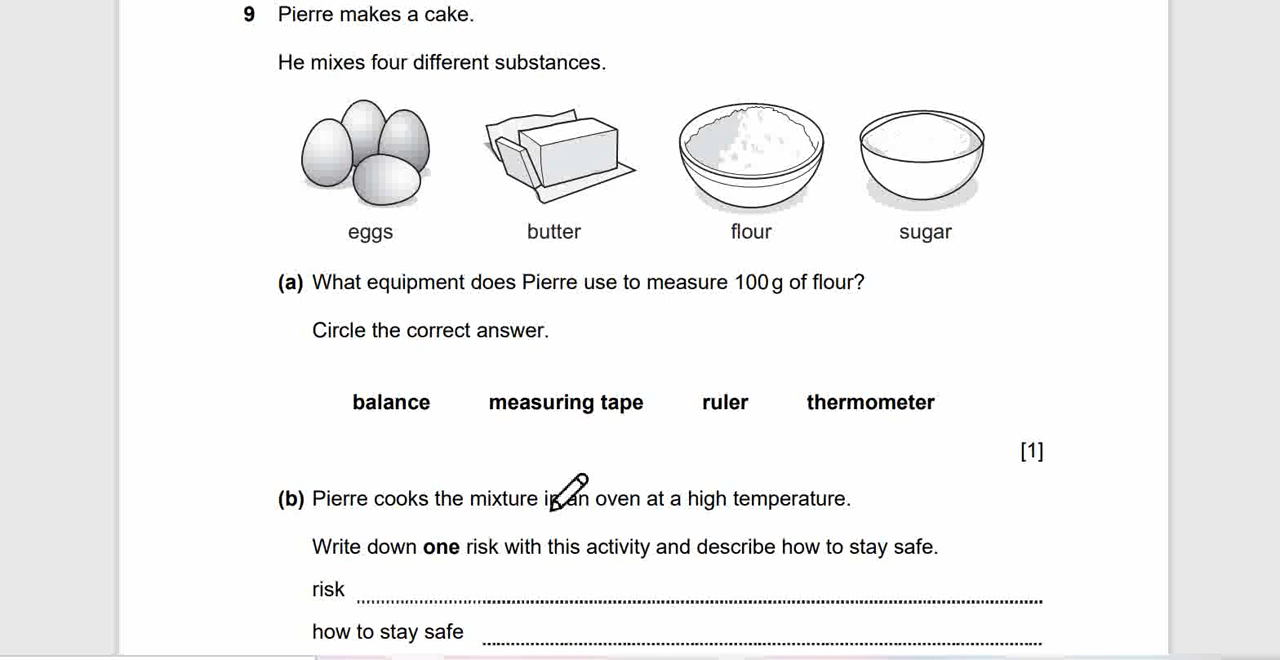 9 Pierre makes a cake.
He mixes four different substances.
eggs butter flour sugar
(a) What equipment does Pierre use to measure 100 g of flour?
Circle the correct answer.
balance measuring tape ruler thermometer
[1]
(b) Pierre cooks the mixture in an oven at a high temperature.
Write down one risk with this activity and describe how to stay safe.
risk
how to stay safe